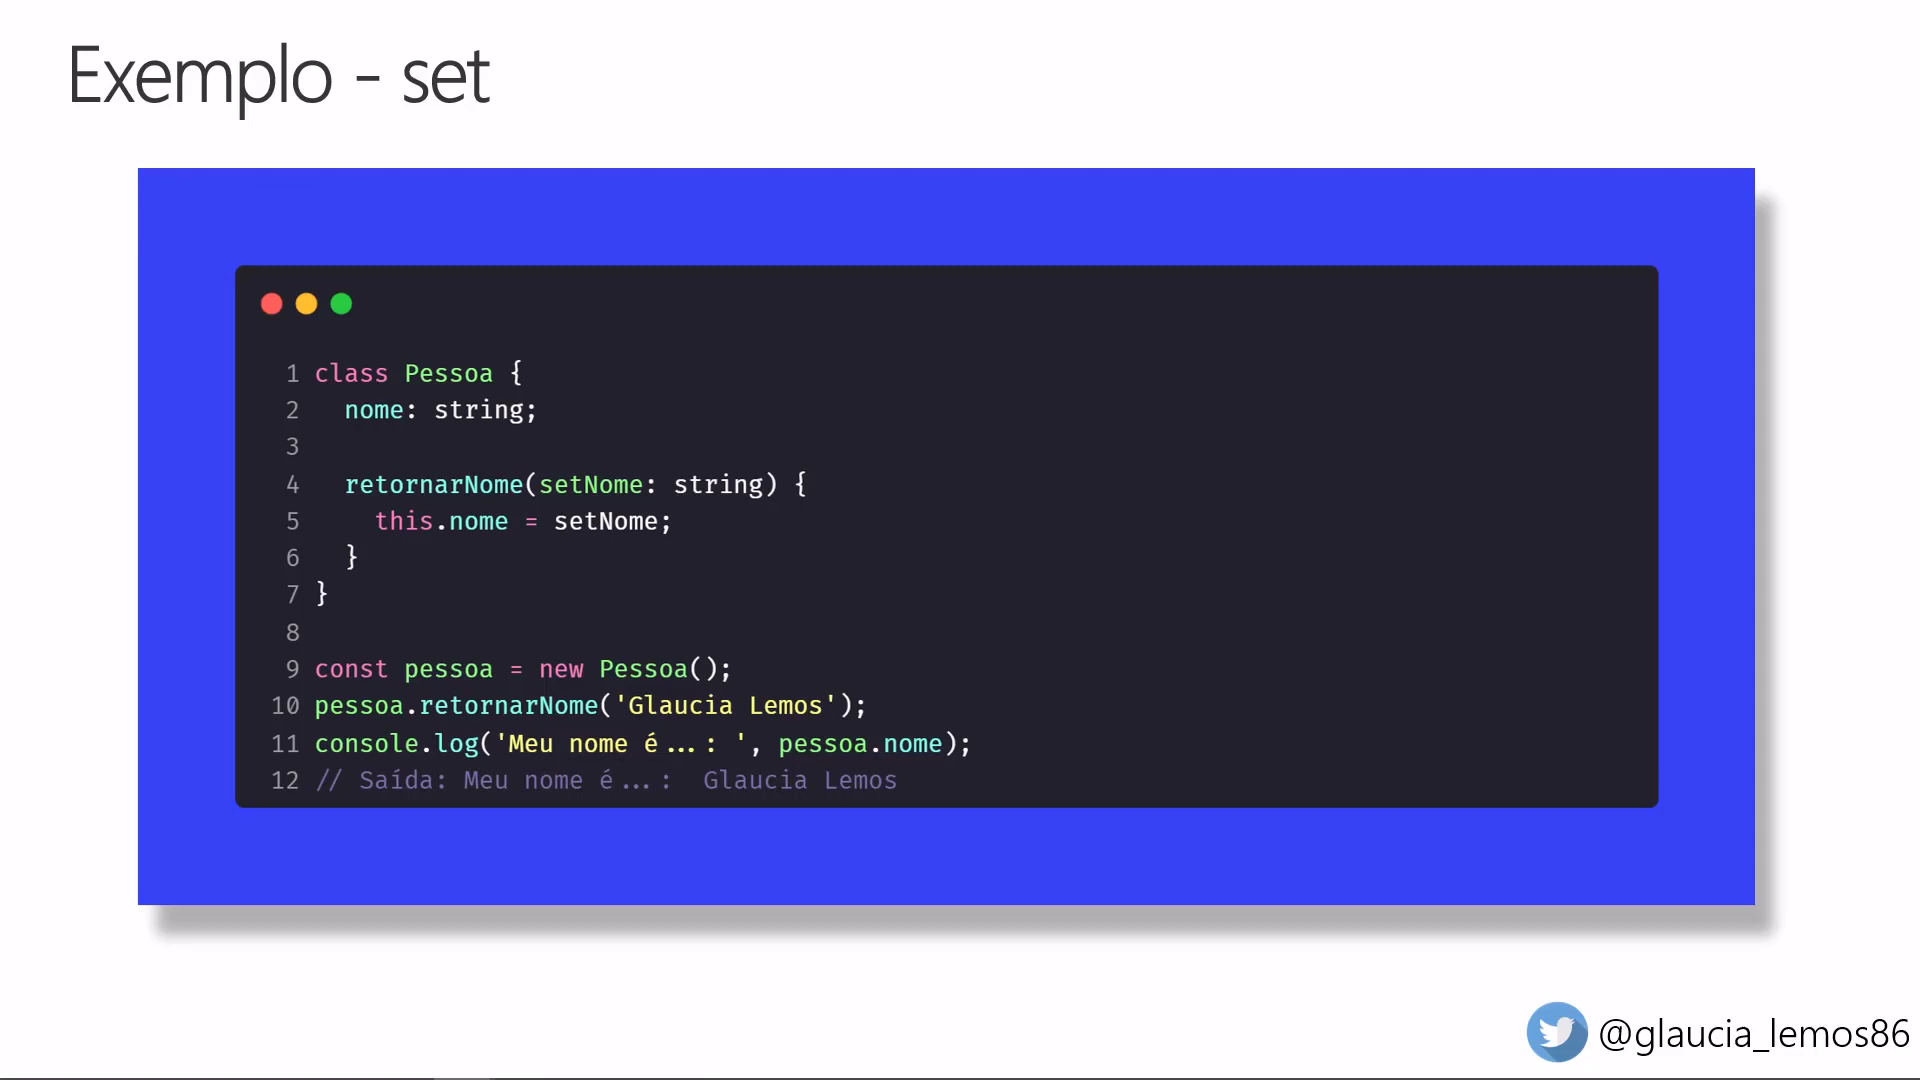 Exemplo - set
1 class Pessoa {
2   nome: string;
3
4   retornarNome(setNome: string) {
5     this.nome = setNome;
6   }
7 }
8
9 const pessoa = new Pessoa();
10 pessoa.retornarNome('Glaucia Lemos');
11 console.log('Meu nome é...: ', pessoa.nome);
12 // Saída: Meu nome é...:  Glaucia Lemos
@glaucia_lemos86